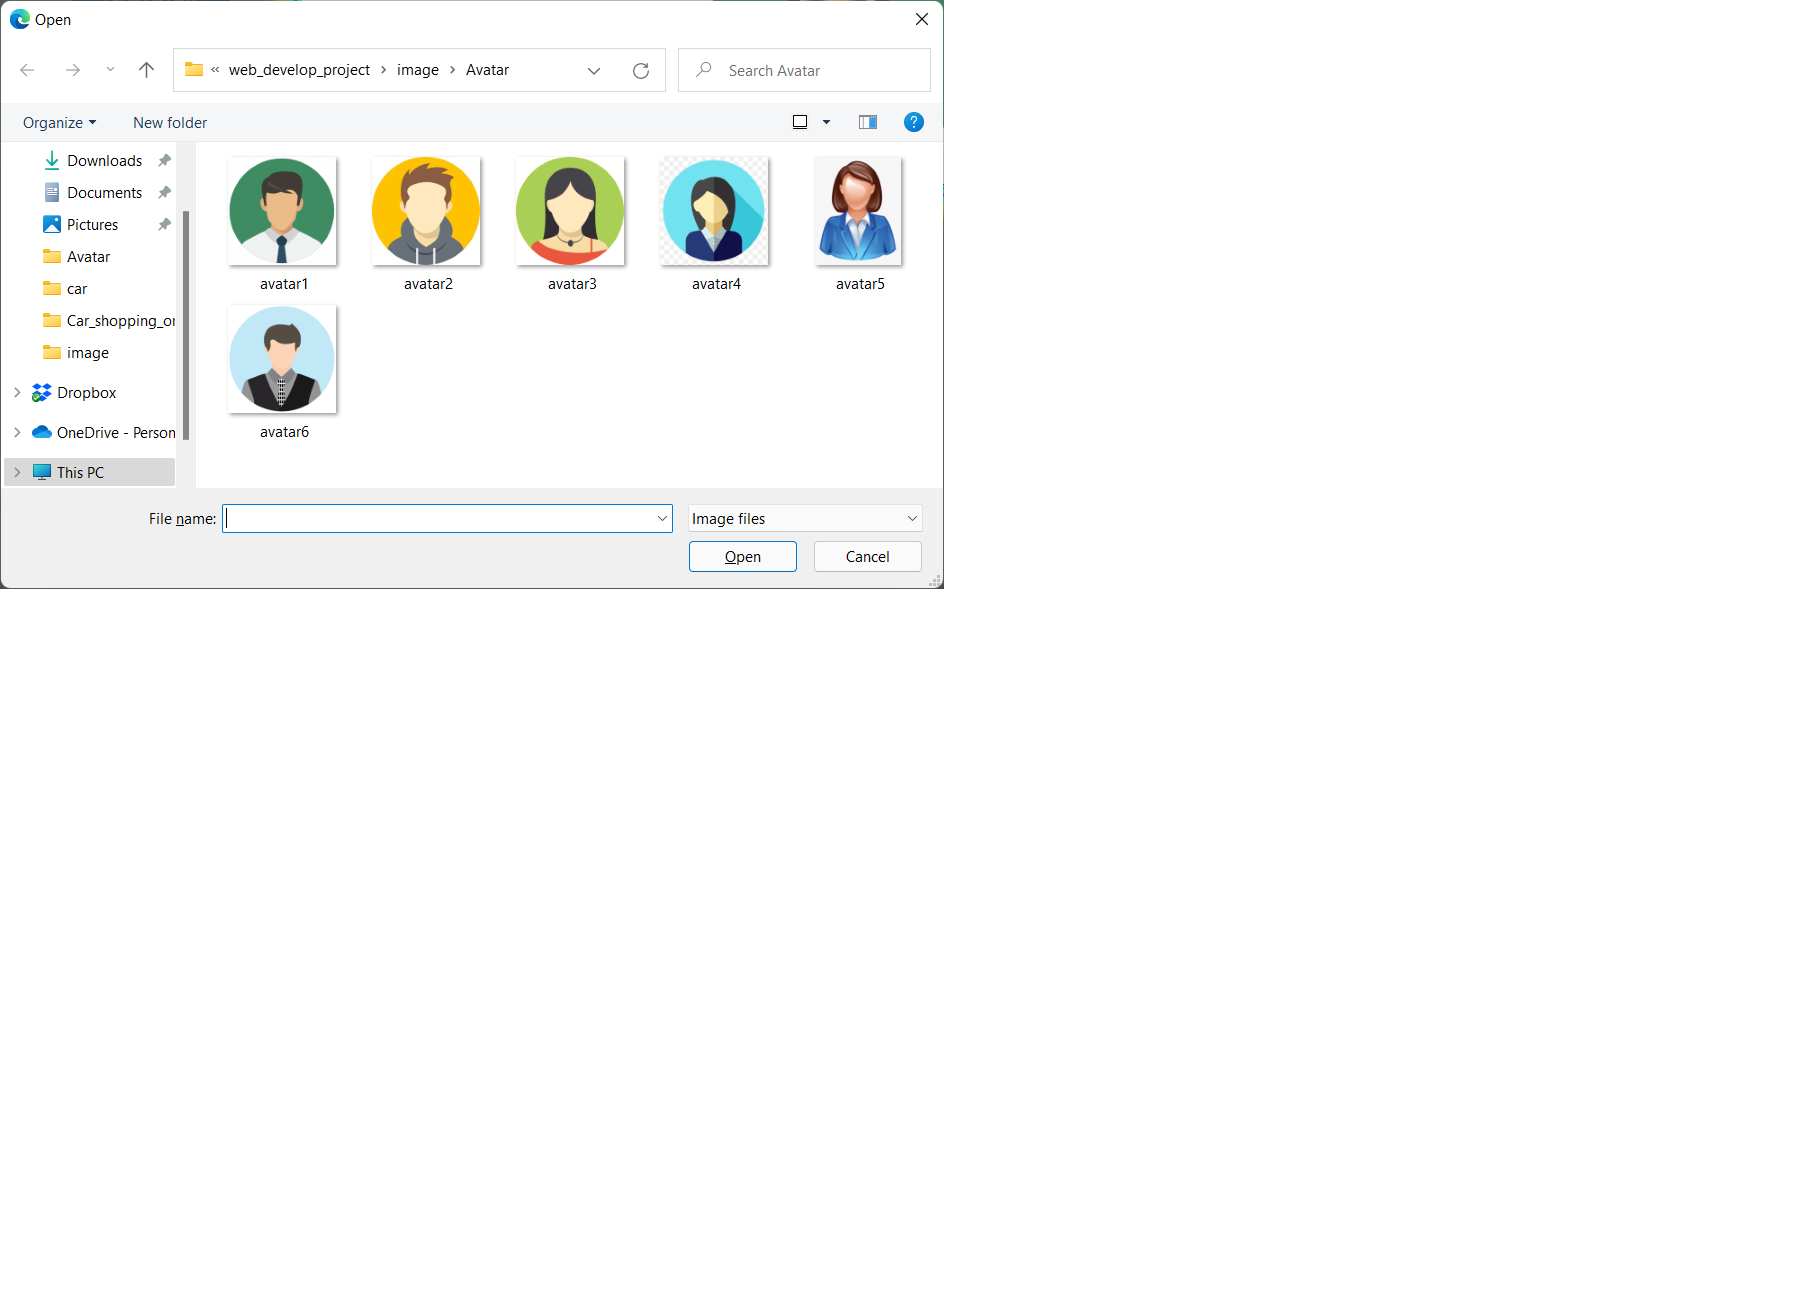 Open
« web_develop_project › image › Avatar
Search Avatar
Organize
New folder
Downloads
Documents
Pictures
Avatar
car
Car_shopping_or
image
Dropbox
OneDrive - Person
This PC
avatar1
avatar2
avatar3
avatar4
avatar5
avatar6
File name:
Image files
Open
Cancel